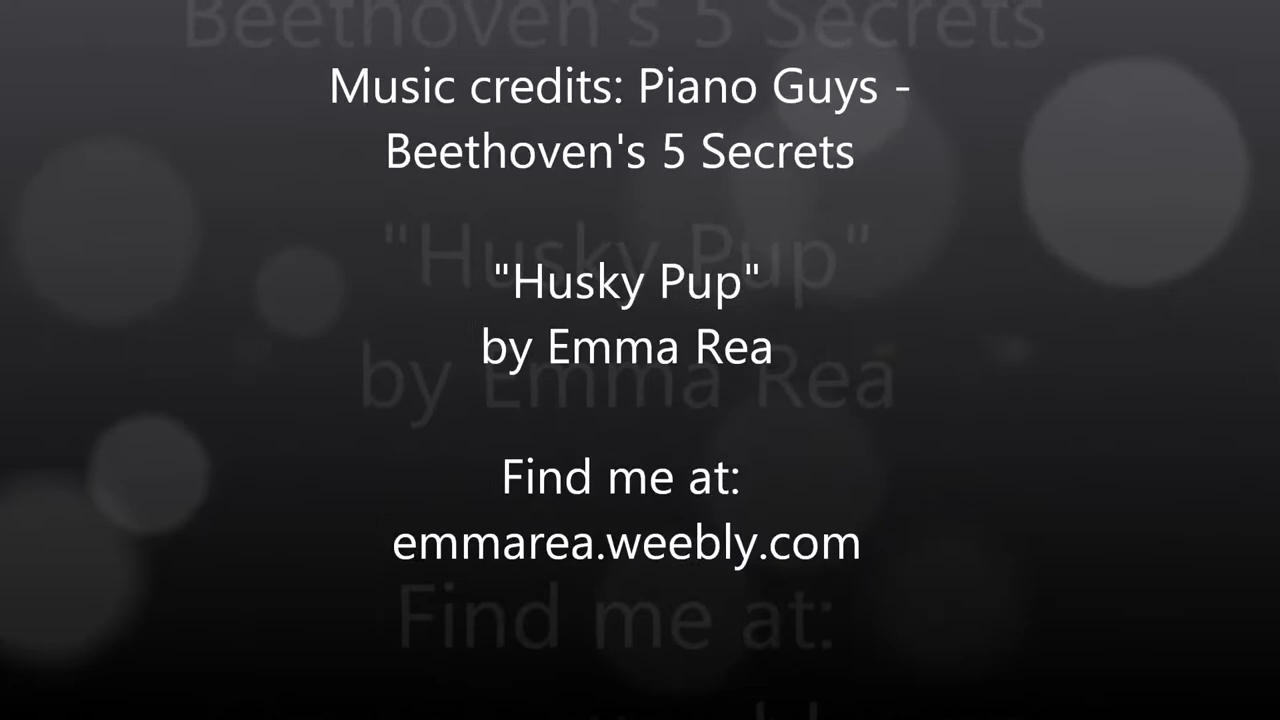 Music credits: Piano Guys -
Beethoven's 5 Secrets
"Husky Pup"
by Emma Rea
Find me at:
emmarea.weebly.com